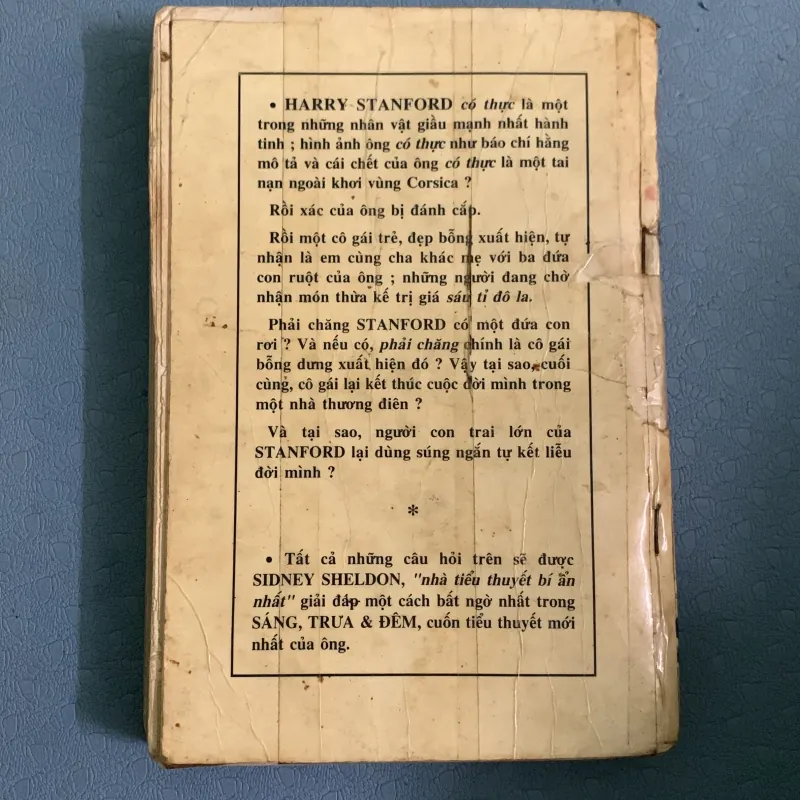 • HARRY STANFORD có thực là một
trong những nhân vật giầu mạnh nhất hành
tinh ; hình ảnh ông có thực như báo chí hằng
mô tả và cái chết của ông có thực là một tai
nạn ngoài khơi vùng Corsica ?
Rồi xác của ông bị đánh cắp.
Rồi một cô gái trẻ, đẹp bỗng xuất hiện, tự
nhận là em cùng cha khác mẹ với ba đứa
con ruột của ông ; những người đang chờ
nhận món thừa kế trị giá sáu tỉ đô la.
Phải chăng STANFORD có một đứa con
rơi ? Và nếu có, phải chăng chính là cô gái
bỗng dưng xuất hiện đó ? Vậy tại sao, cuối
cùng, cô gái lại kết thúc cuộc đời mình trong
một nhà thương điên ?
Và tại sao, người con trai lớn của
STANFORD lại dùng súng ngắn tự kết liễu
đời mình ?
*
• Tất cả những câu hỏi trên sẽ được
SIDNEY SHELDON, "nhà tiểu thuyết bí ẩn
nhất" giải đáp một cách bất ngờ nhất trong
SÁNG, TRƯA & ĐÊM, cuốn tiểu thuyết mới
nhất của ông.